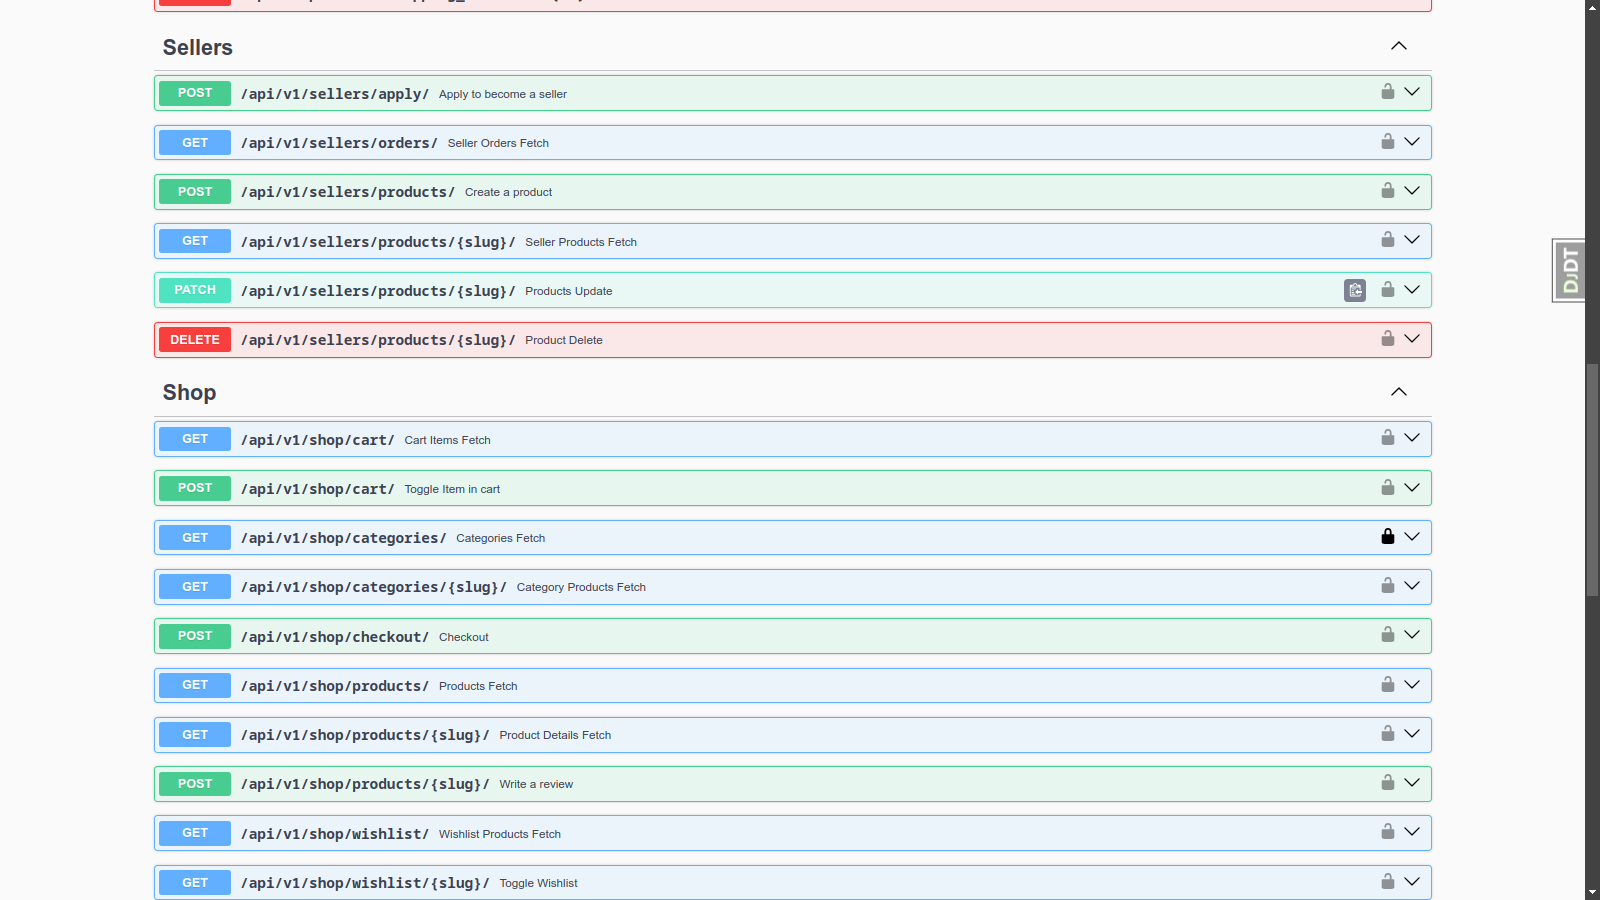 Sellers
POST /api/v1/sellers/apply/ Apply to become a seller
GET /api/v1/sellers/orders/ Seller Orders Fetch
POST /api/v1/sellers/products/ Create a product
GET /api/v1/sellers/products/{slug}/ Seller Products Fetch
PATCH /api/v1/sellers/products/{slug}/ Products Update
DELETE /api/v1/sellers/products/{slug}/ Product Delete
Shop
GET /api/v1/shop/cart/ Cart Items Fetch
POST /api/v1/shop/cart/ Toggle Item in cart
GET /api/v1/shop/categories/ Categories Fetch
GET /api/v1/shop/categories/{slug}/ Category Products Fetch
POST /api/v1/shop/checkout/ Checkout
GET /api/v1/shop/products/ Products Fetch
GET /api/v1/shop/products/{slug}/ Product Details Fetch
POST /api/v1/shop/products/{slug}/ Write a review
GET /api/v1/shop/wishlist/ Wishlist Products Fetch
GET /api/v1/shop/wishlist/{slug}/ Toggle Wishlist
DJDT